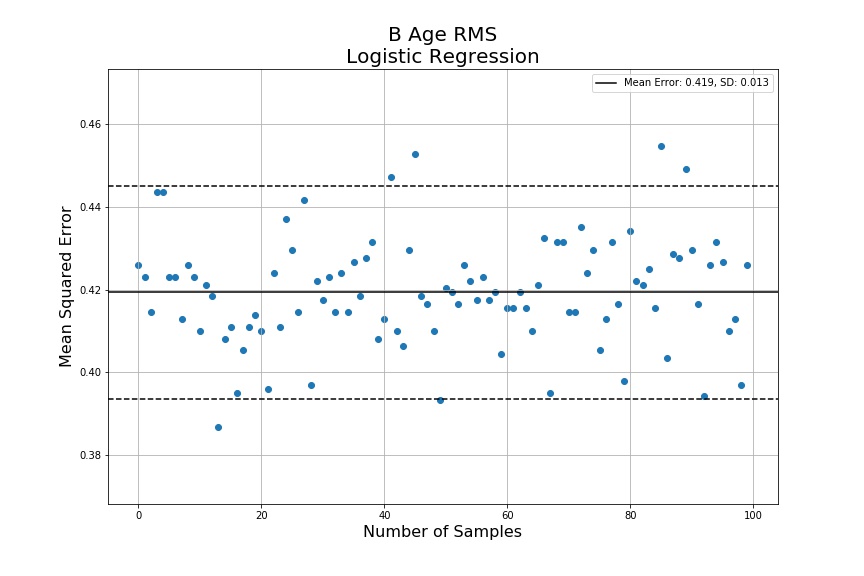 B Age RMS
Logistic Regression
Mean Error: 0.419, SD: 0.013
Mean Squared Error
0.46
0.44
0.42
0.40
0.38
0 20 40 60 80 100
Number of Samples